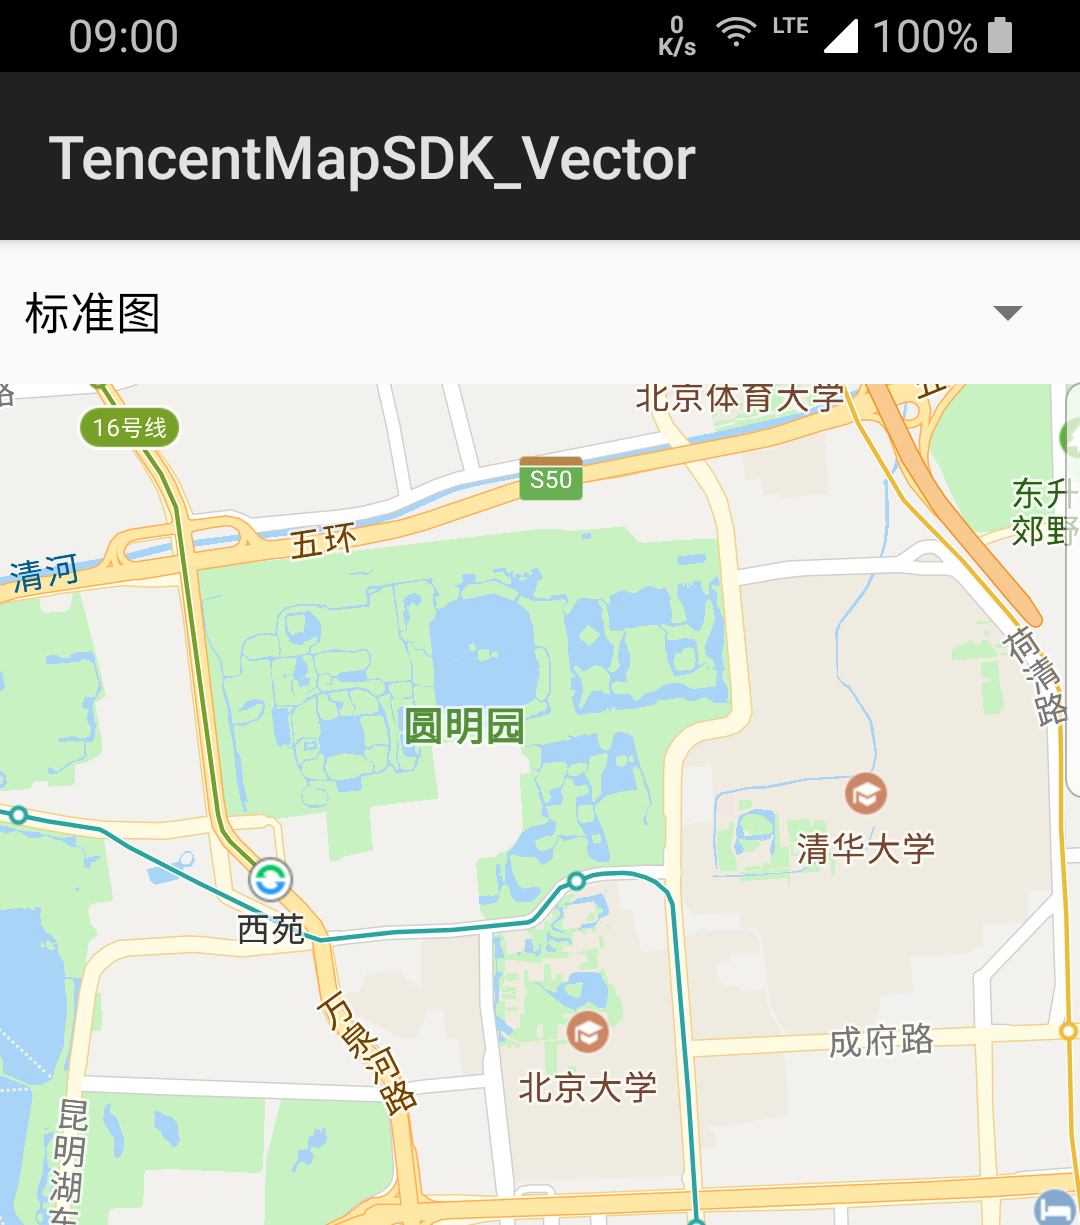 09:00
0
K/s
LTE
100%
TencentMapSDK_Vector
标准图
路
北京体育大学
五
16号线
S50
五环
清河
东升
郊野
荷清路
圆明园
清华大学
西苑
万泉河路
成府路
北京大学
昆明湖东